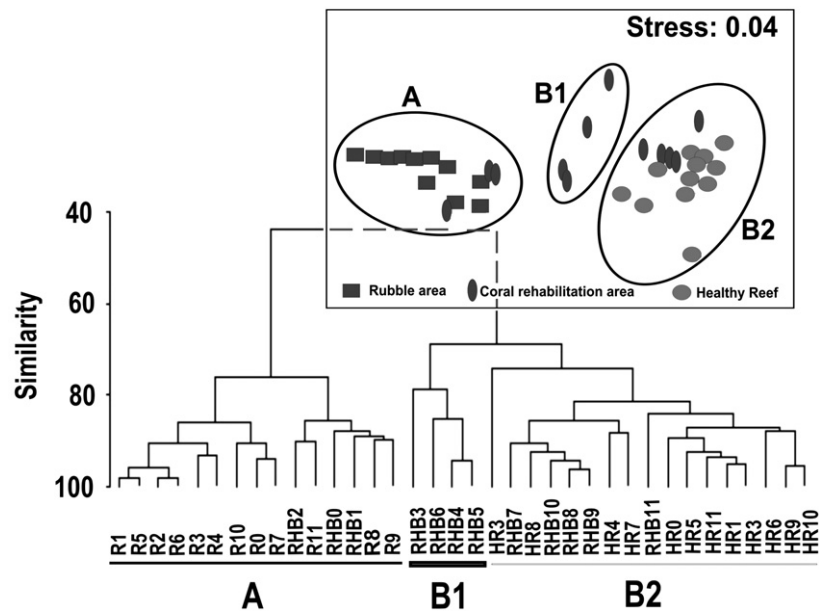 Stress: 0.04
A
B1
B2
Rubble area
Coral rehabilitation area
Healthy Reef
Similarity
40
60
80
100
R1
R5
R2
R6
R3
R4
R10
R0
R7
RHB2
R11
RHB0
RHB1
R8
R9
RHB3
RHB6
RHB4
RHB5
HR3
RHB7
HR8
RHB10
RHB8
RHB9
HR4
HR7
RHB11
HR0
HR5
HR11
HR1
HR3
HR6
HR9
HR10
A
B1
B2